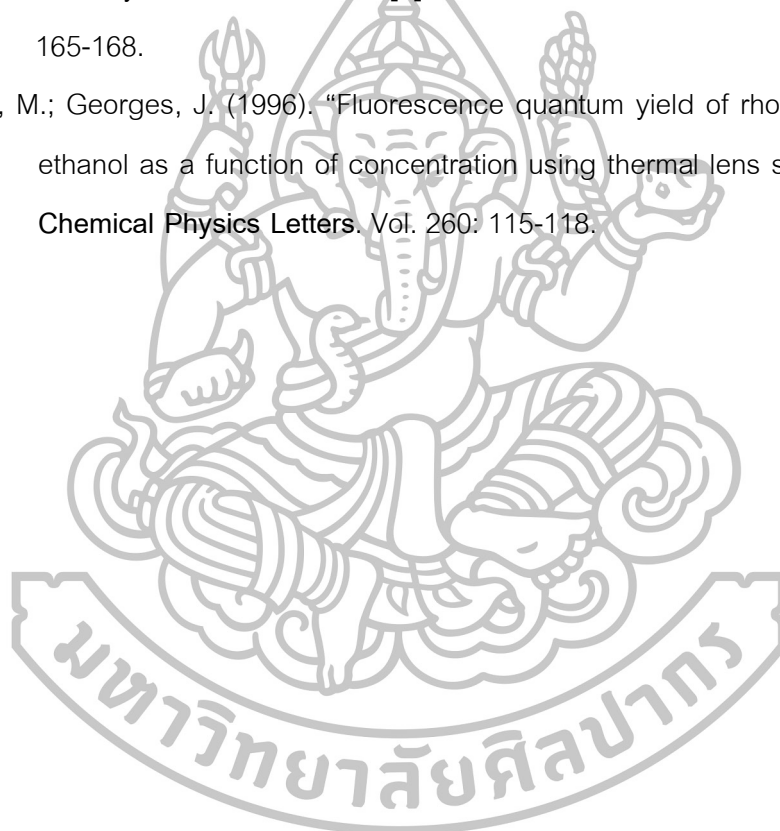 165-168.
, M.; Georges, J. (1996). “Fluorescence quantum yield of rho
ethanol as a function of concentration using thermal lens s
Chemical Physics Letters. Vol. 260: 115-118.
มหาวิทยาลัยศิลปากร